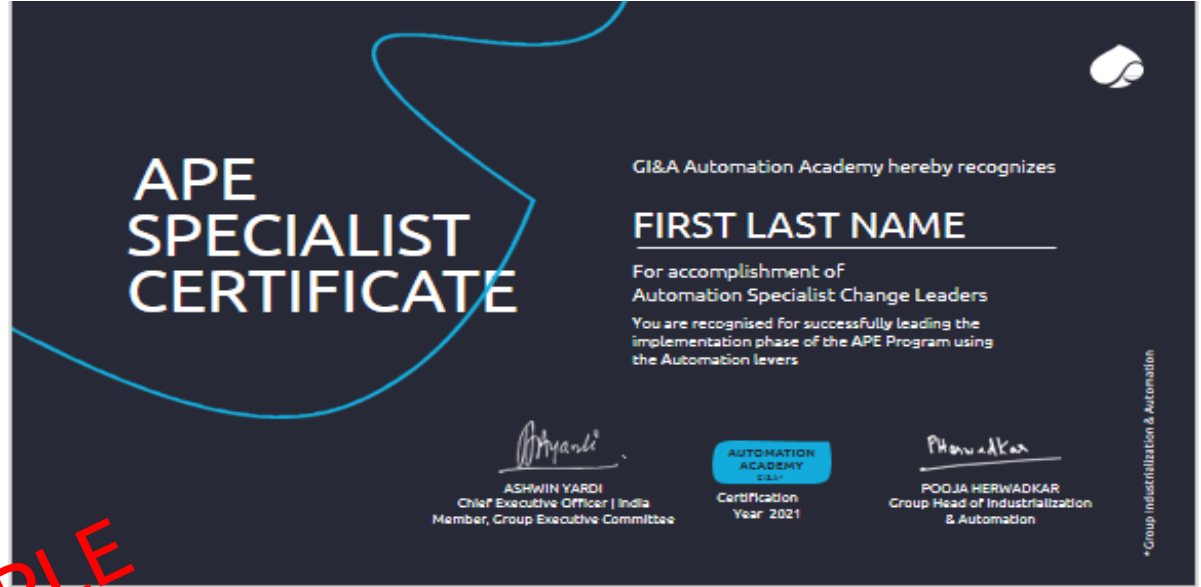 APE
SPECIALIST
CERTIFICATE
GI&A Automation Academy hereby recognizes
FIRST LAST NAME
For accomplishment of
Automation Specialist Change Leaders
You are recognised for successfully leading the
implementation phase of the APE Program using
the Automation levers
ASHWIN YARDI
Chief Executive Officer | India
Member, Group Executive Committee
AUTOMATION
ACADEMY
Certification
Year 2021
PHerwadkar
POOJA HERWADKAR
Group Head of Industrialization
& Automation
*Group Industrialization & Automation
PLE